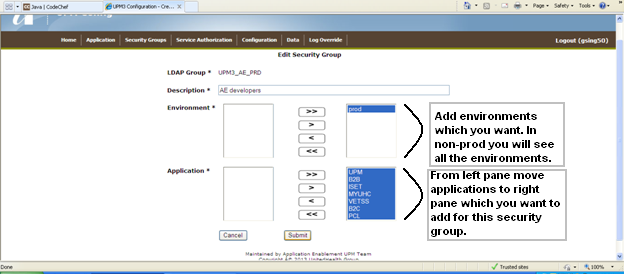 Java | CodeChef
UPM3 Configuration - Cre...
Page
Safety
Tools
Home
Application
Security Groups
Service Authorization
Configuration
Data
Log Override
Logout (gsing50)
Edit Security Group
LDAP Group *
UPM3_AE_PRD
Description *
AE developers
Environment *
>>
>
<
<<
prod
Add environments
which you want. In
non-prod you will see
all the environments.
Application *
>>
>
<
<<
UPM
B2B
ISET
MYUHC
VETSS
B2C
PCL
From left pane move
applications to right
pane which you want to
add for this security
group.
Cancel
Submit
Maintained by Application Enablement UPM Team
Copyright © 2013 UnitedHealth Group
Done
Trusted sites
100%